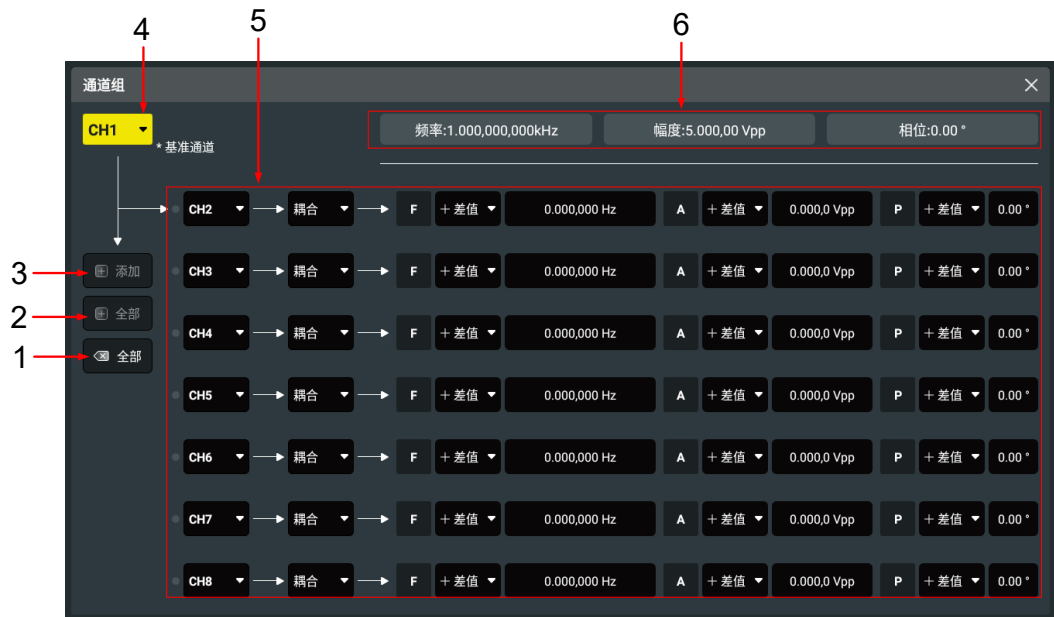 4 5 6
通道组
CH1 频率:1.000,000,000kHz 幅度:5.000,00 Vpp 相位:0.00 °
* 基准通道
CH2 耦合 F + 差值 0.000,000 Hz A + 差值 0.000,0 Vpp P + 差值 0.00 °
3 添加 CH3 耦合 F + 差值 0.000,000 Hz A + 差值 0.000,0 Vpp P + 差值 0.00 °
2 全部
CH4 耦合 F + 差值 0.000,000 Hz A + 差值 0.000,0 Vpp P + 差值 0.00 °
1 全部
CH5 耦合 F + 差值 0.000,000 Hz A + 差值 0.000,0 Vpp P + 差值 0.00 °
CH6 耦合 F + 差值 0.000,000 Hz A + 差值 0.000,0 Vpp P + 差值 0.00 °
CH7 耦合 F + 差值 0.000,000 Hz A + 差值 0.000,0 Vpp P + 差值 0.00 °
CH8 耦合 F + 差值 0.000,000 Hz A + 差值 0.000,0 Vpp P + 差值 0.00 °